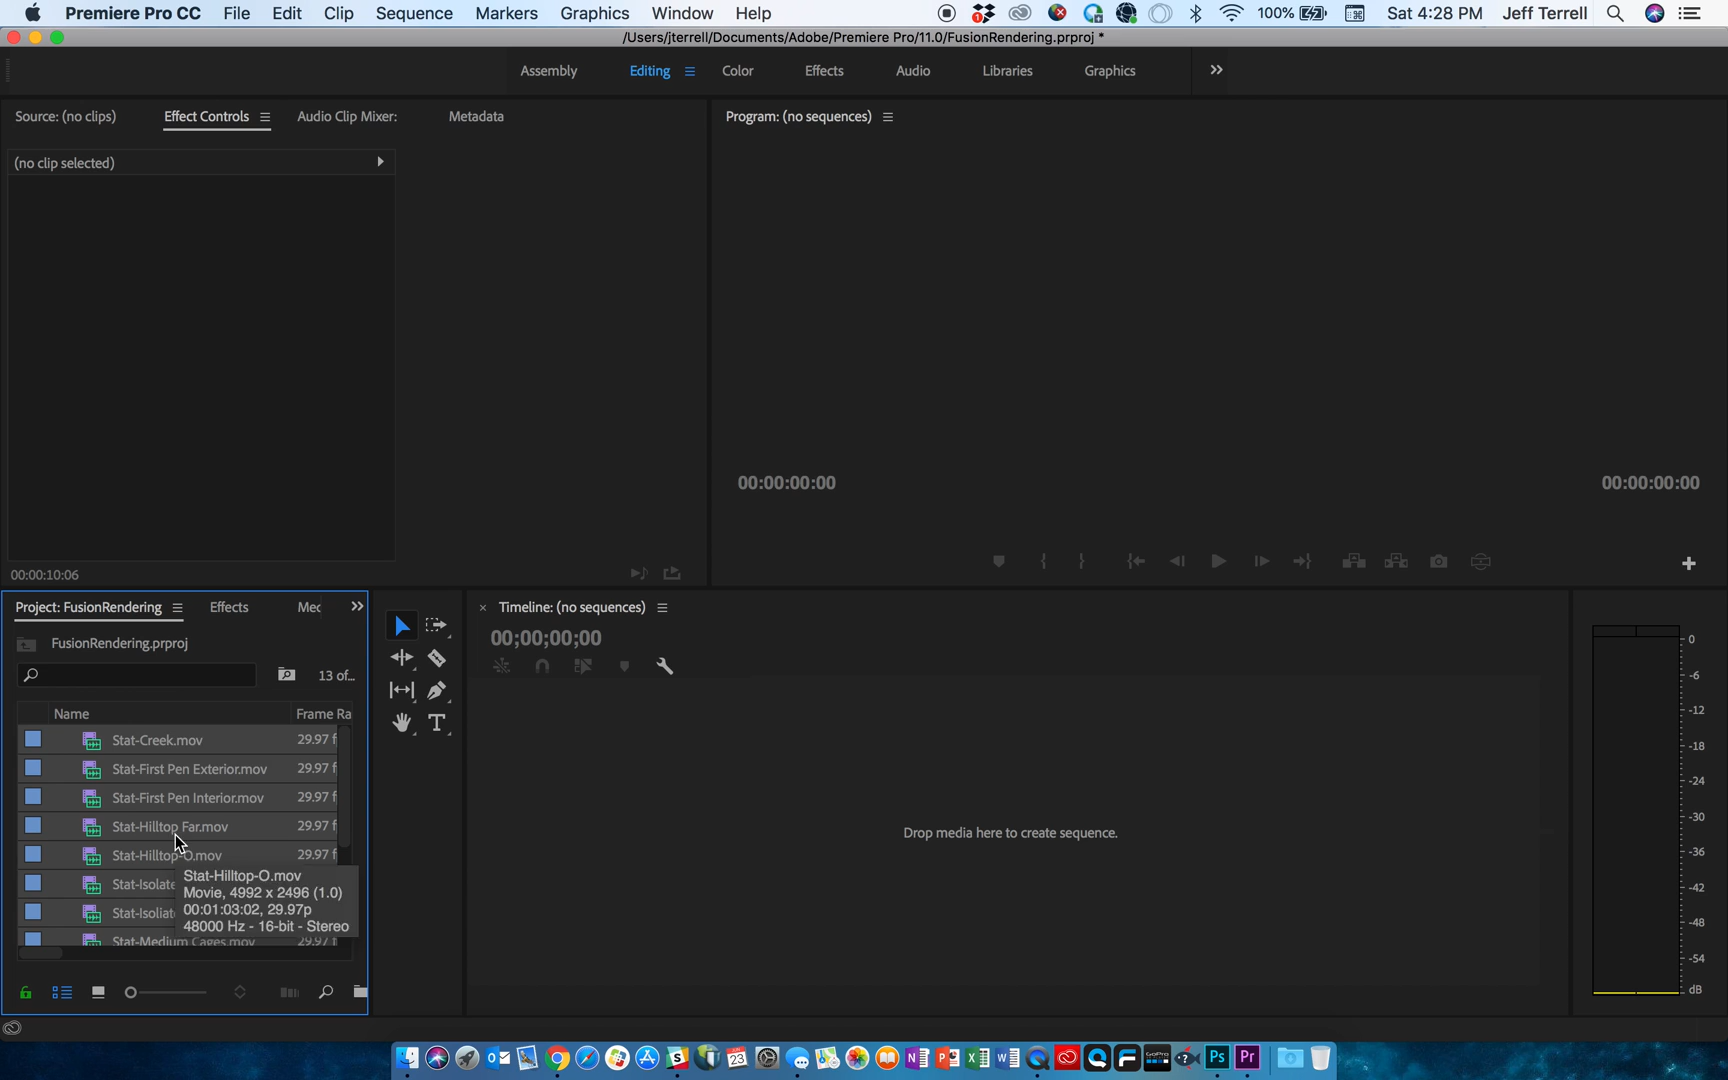 Premiere Pro CC File Edit Clip Sequence Markers Graphics Window Help 1 100% Sat 4:28 PM Jeff Terrell
/Users/jterrell/Documents/Adobe/Premiere Pro/11.0/FusionRendering.prproj *
Assembly Editing Color Effects Audio Libraries Graphics
Source: (no clips) Effect Controls Audio Clip Mixer: Metadata
Program: (no sequences)
(no clip selected)
00:00:00:00 00:00:00:00
00:00:10:06
Project: FusionRendering Effects Mec
Timeline: (no sequences)
FusionRendering.prproj
00;00;00;00
13 of...
Name Frame Ra
Stat-Creek.mov 29.97 f
Stat-First Pen Exterior.mov 29.97 f
Stat-First Pen Interior.mov 29.97 f
Stat-Hilltop Far.mov 29.97 f
Stat-Hilltop-O.mov 29.97 f
Stat-Isolate
Stat-Isoliat
Stat-Medium Cages.mov 29.97 f
Stat-Hilltop-O.mov
Movie, 4992 x 2496 (1.0)
00:01:03:02, 29.97p
48000 Hz - 16-bit - Stereo
Drop media here to create sequence.
0
-6
-12
-18
-24
-30
-36
-42
-48
-54
dB
23 GoPro Ps Pr